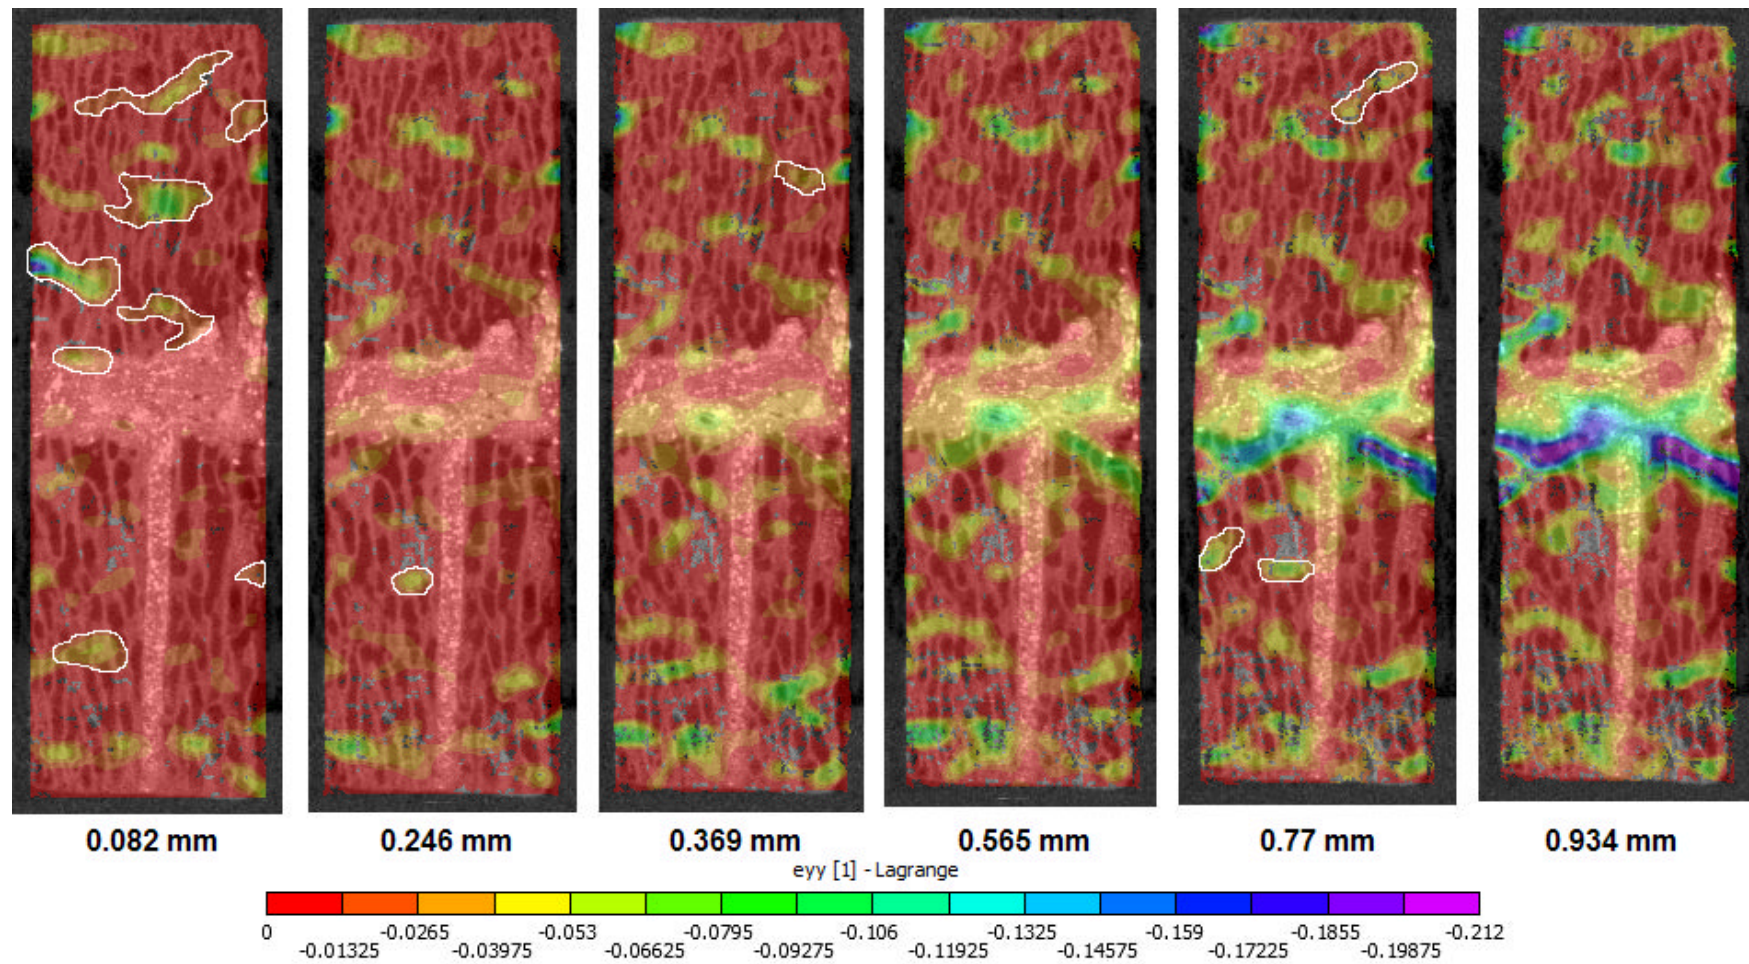 0.082 mm 0.246 mm 0.369 mm 0.565 mm 0.77 mm 0.934 mm
eyy [1] - Lagrange
0 -0.0265 -0.053 -0.0795 -0.106 -0.1325 -0.159 -0.1855 -0.212
-0.01325 -0.03975 -0.06625 -0.09275 -0.11925 -0.14575 -0.17225 -0.19875